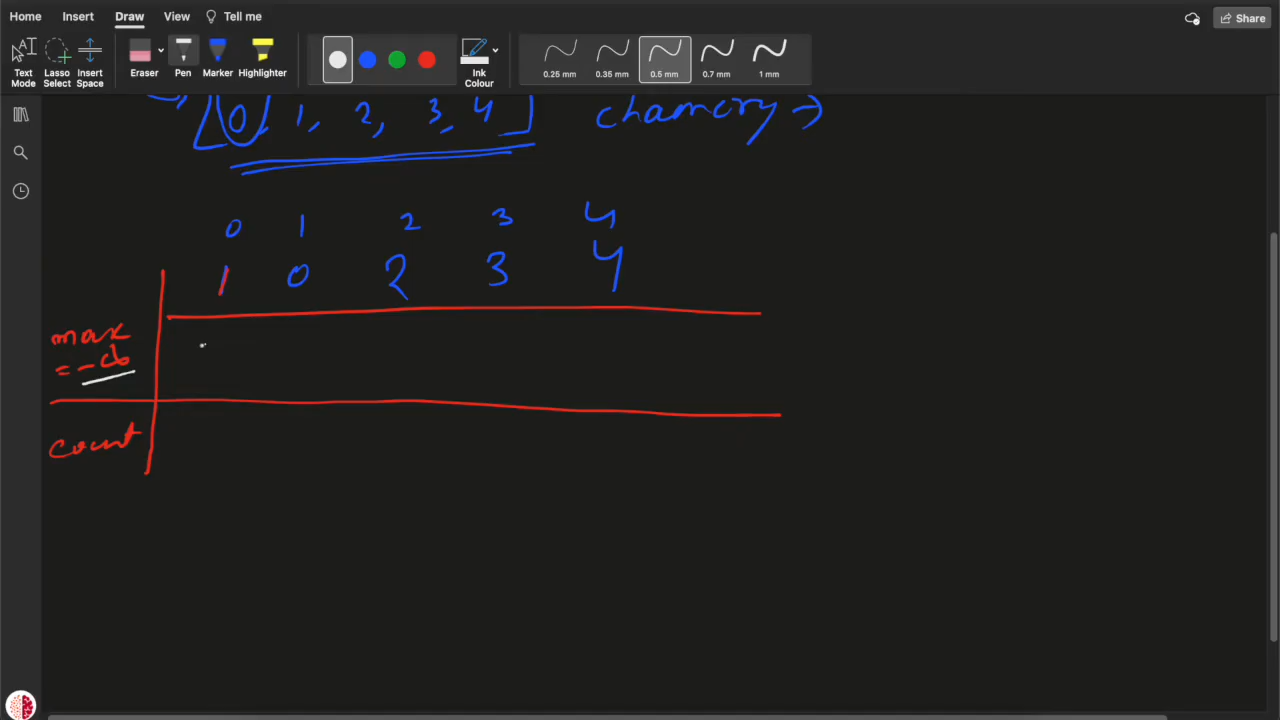 Home Insert Draw View Tell me
Share
Text Mode
Lasso Select
Insert Space
Eraser
Pen
Marker
Highlighter
Ink Colour
0.25 mm
0.35 mm
0.5 mm
0.7 mm
1 mm
[0, 1, 2, 3, 4]
0 1 2 3 4
1 0 2 3 4
max
= -∞
count